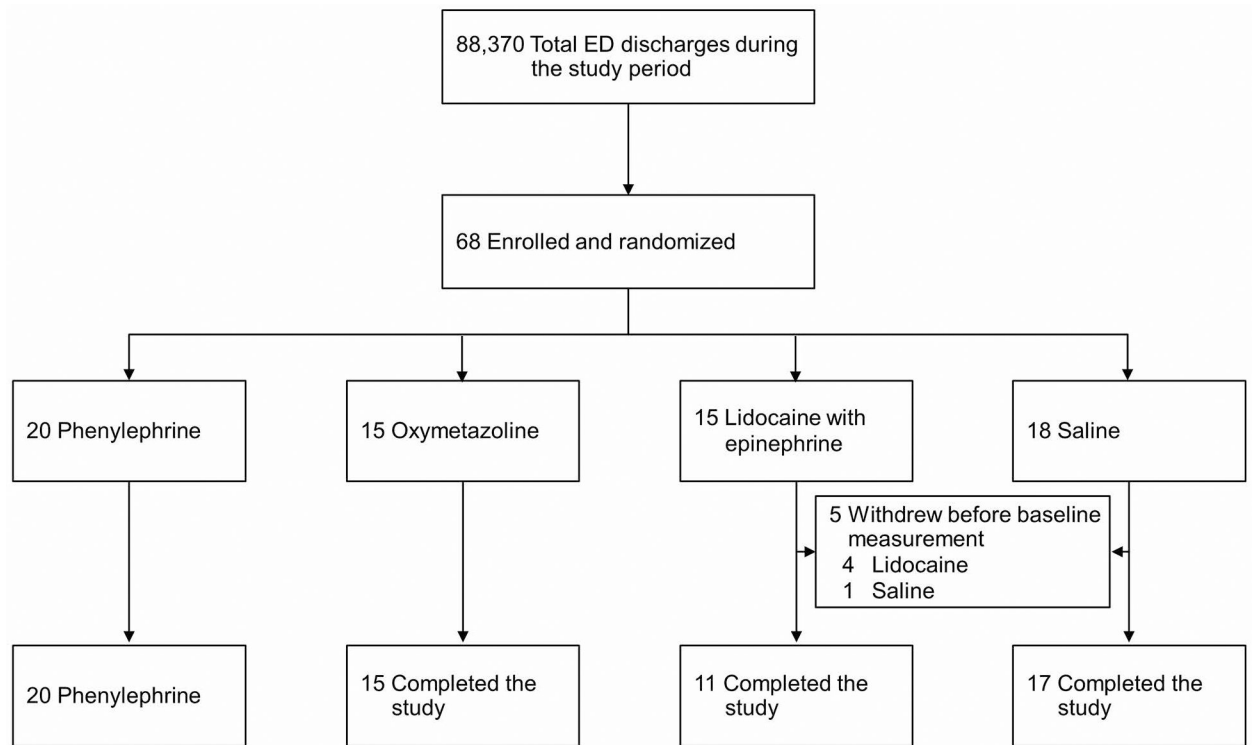 88,370 Total ED discharges during
the study period
68 Enrolled and randomized
20 Phenylephrine
15 Oxymetazoline
15 Lidocaine with
epinephrine
18 Saline
5 Withdrew before baseline
measurement
4 Lidocaine
1 Saline
20 Phenylephrine
15 Completed the
study
11 Completed the
study
17 Completed the
study